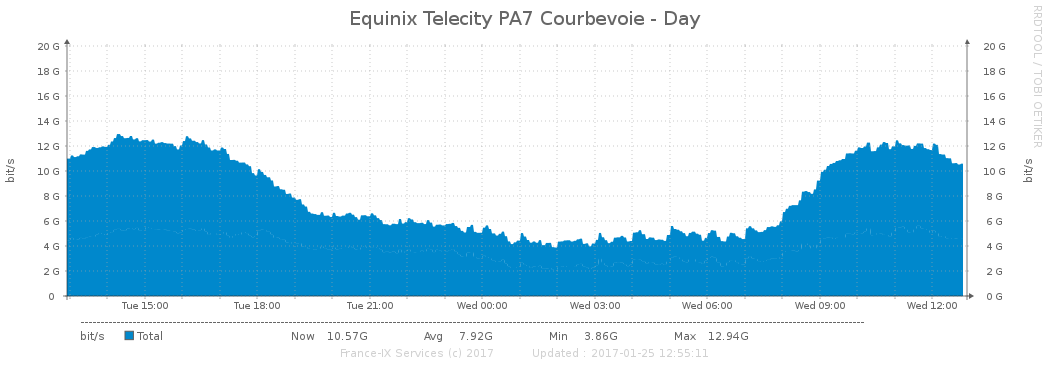 Equinix Telecity PA7 Courbevoie - Day
RRDTOOL / TOBI OETIKER
20 G 20 G
18 G 18 G
16 G 16 G
14 G 14 G
12 G 12 G
10 G 10 G
8 G 8 G
6 G 6 G
4 G 4 G
2 G 2 G
0 0 G
bit/s bit/s
Tue 15:00 Tue 18:00 Tue 21:00 Wed 00:00 Wed 03:00 Wed 06:00 Wed 09:00 Wed 12:00
bit/s Total Now 10.57G Avg 7.92G Min 3.86G Max 12.94G
France-IX Services (c) 2017 Updated : 2017-01-25 12:55:11